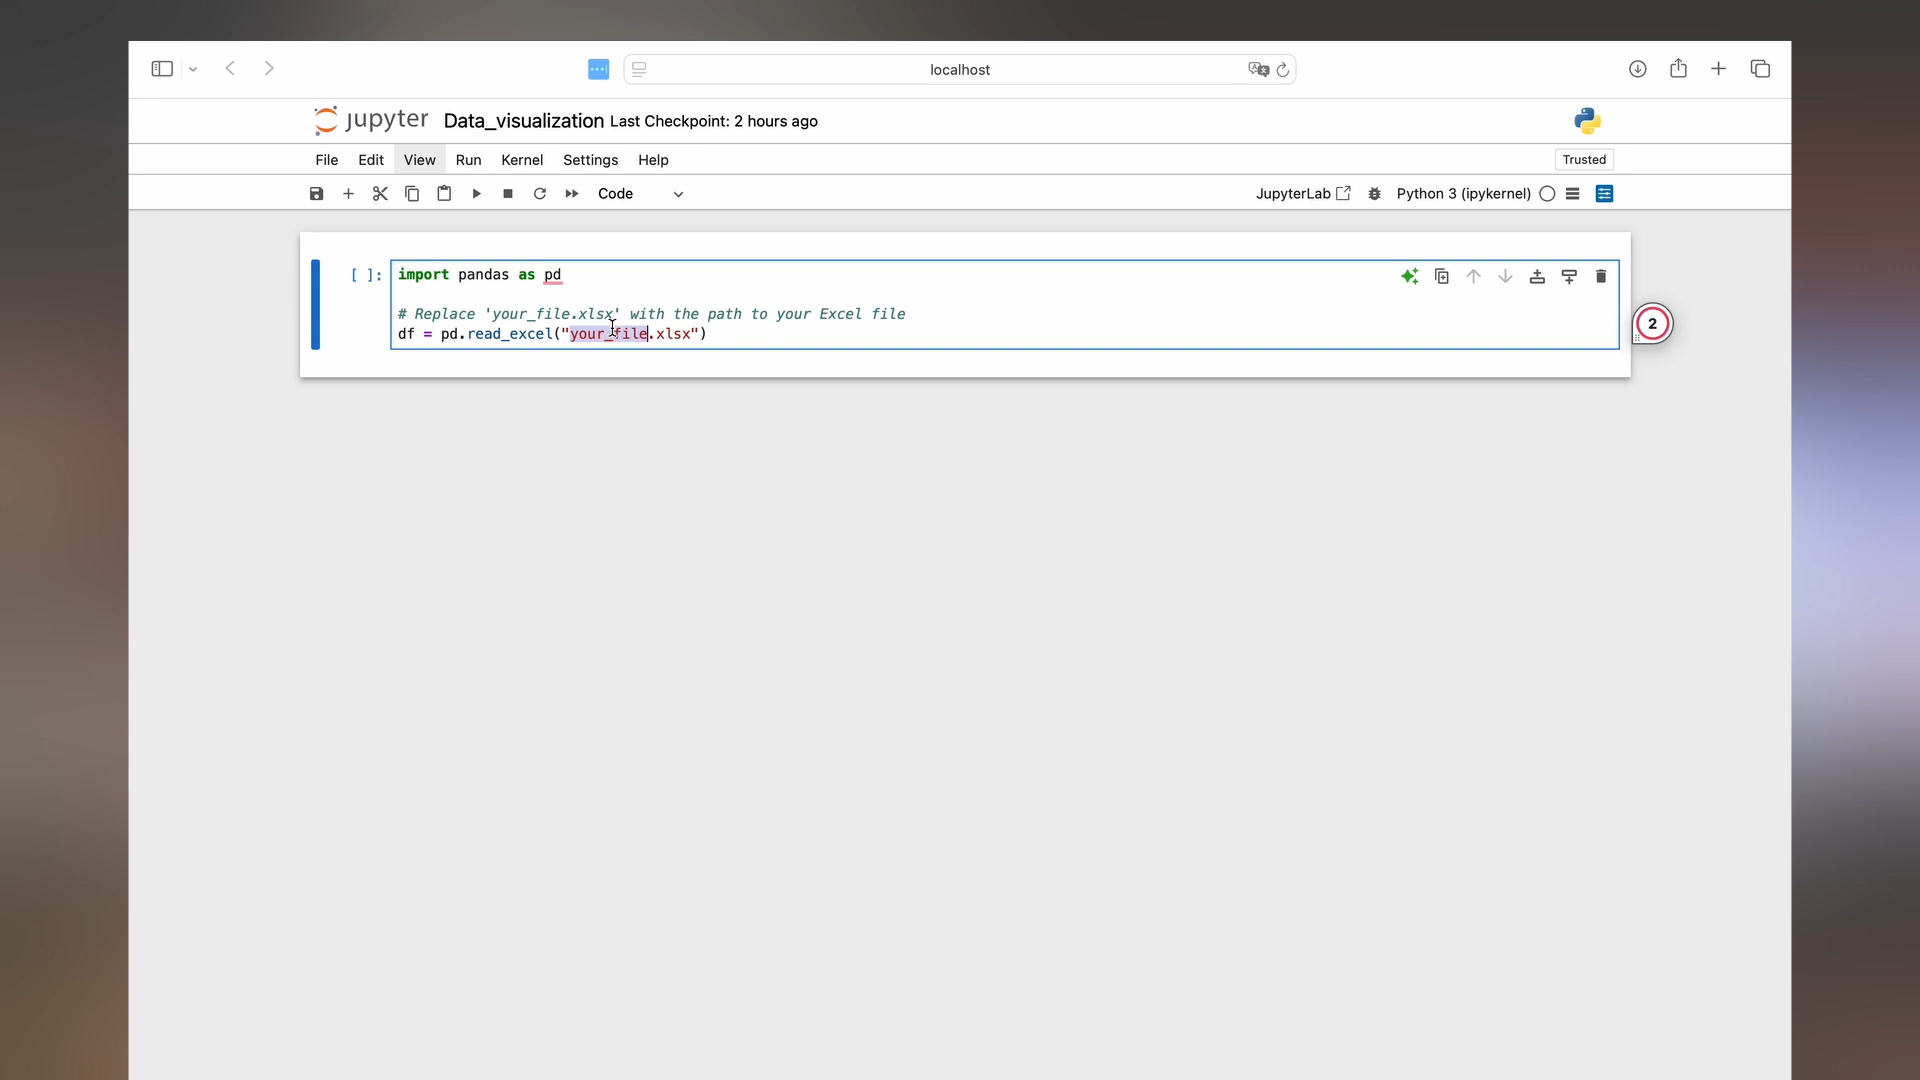 localhost
jupyter Data_visualization Last Checkpoint: 2 hours ago
File Edit View Run Kernel Settings Help Trusted
Code JupyterLab Python 3 (ipykernel)
[ ]: import pandas as pd
# Replace 'your_file.xlsx' with the path to your Excel file
df = pd.read_excel("your_file.xlsx")
2